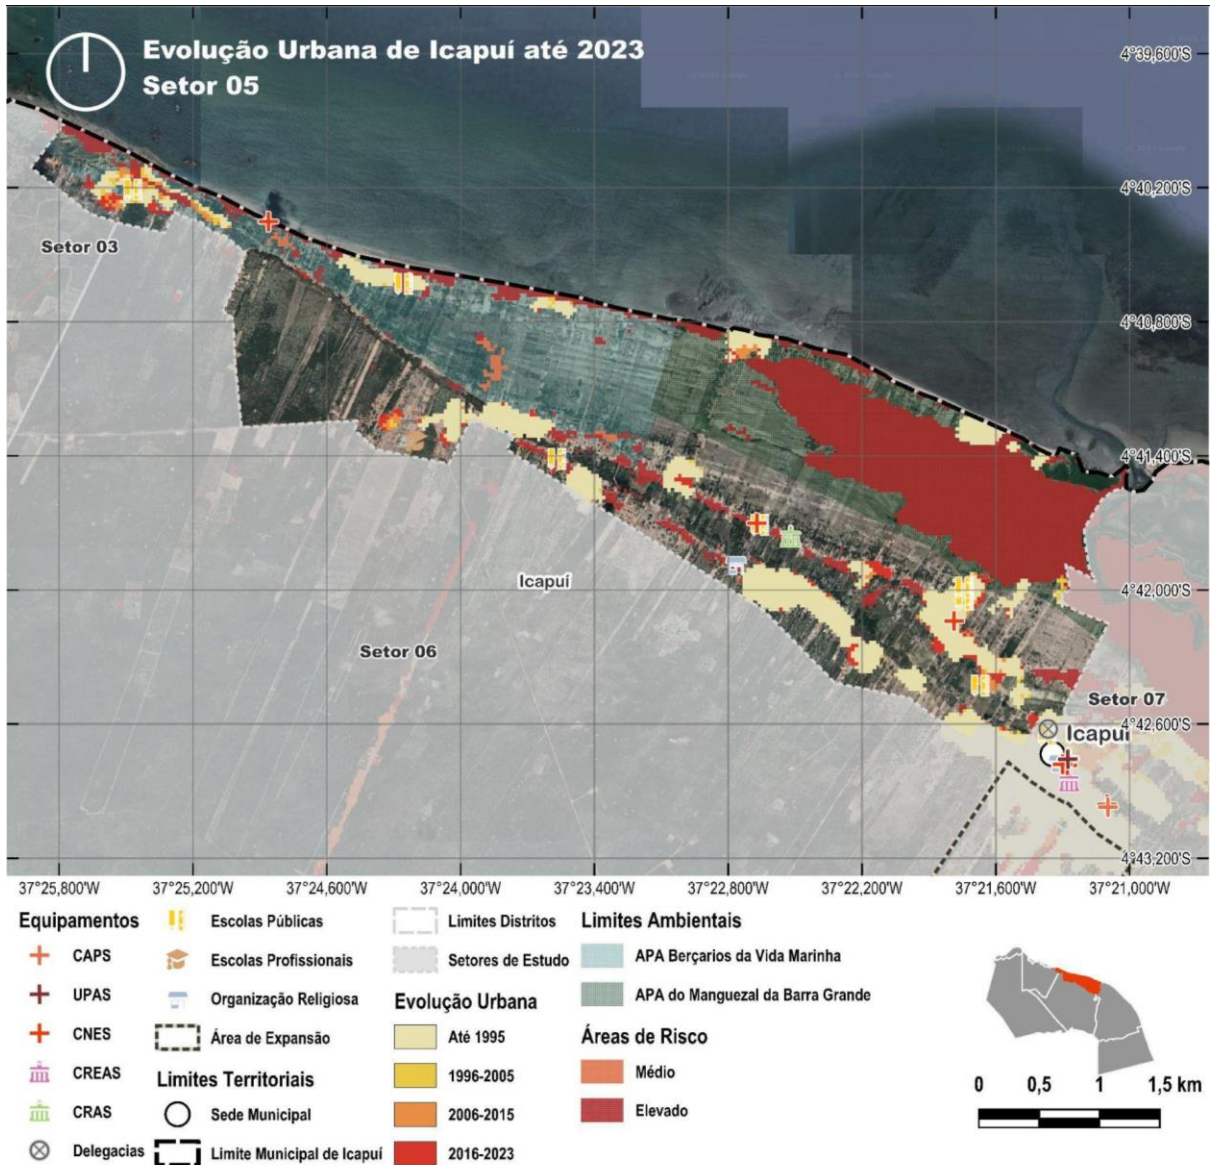 Evolução Urbana de Icapuí até 2023
Setor 05
4°39,600'S
4°40,200'S
Setor 03
4°40,800'S
4°41,400'S
Icapuí
4°42,000'S
Setor 06
Setor 07
4°42,600'S
Icapuí
4°43,200'S
37°25,800'W 37°25,200'W 37°24,600'W 37°24,000'W 37°23,400'W 37°22,800'W 37°22,200'W 37°21,600'W 37°21,000'W
Equipamentos
CAPS
UPAS
CNES
CREAS
CRAS
Delegacias
Escolas Públicas
Escolas Profissionais
Organização Religiosa
Área de Expansão
Limites Territoriais
Sede Municipal
Limite Municipal de Icapuí
Limites Distritos
Setores de Estudo
Evolução Urbana
Até 1995
1996-2005
2006-2015
2016-2023
Limites Ambientais
APA Berçarios da Vida Marinha
APA do Manguezal da Barra Grande
Áreas de Risco
Médio
Elevado
0 0,5 1 1,5 km